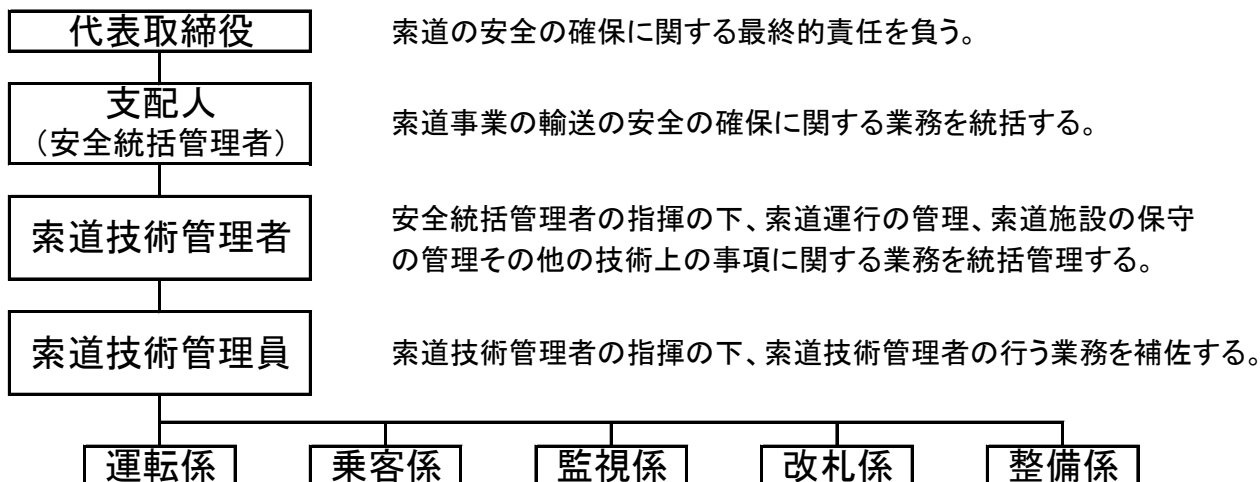 代表取締役
索道の安全の確保に関する最終的責任を負う。
支配人
（安全統括管理者）
索道事業の輸送の安全の確保に関する業務を統括する。
索道技術管理者
安全統括管理者の指揮の下、索道運行の管理、索道施設の保守
の管理その他の技術上の事項に関する業務を統括管理する。
索道技術管理員
索道技術管理者の指揮の下、索道技術管理者の行う業務を補佐する。
運転係
乗客係
監視係
改札係
整備係